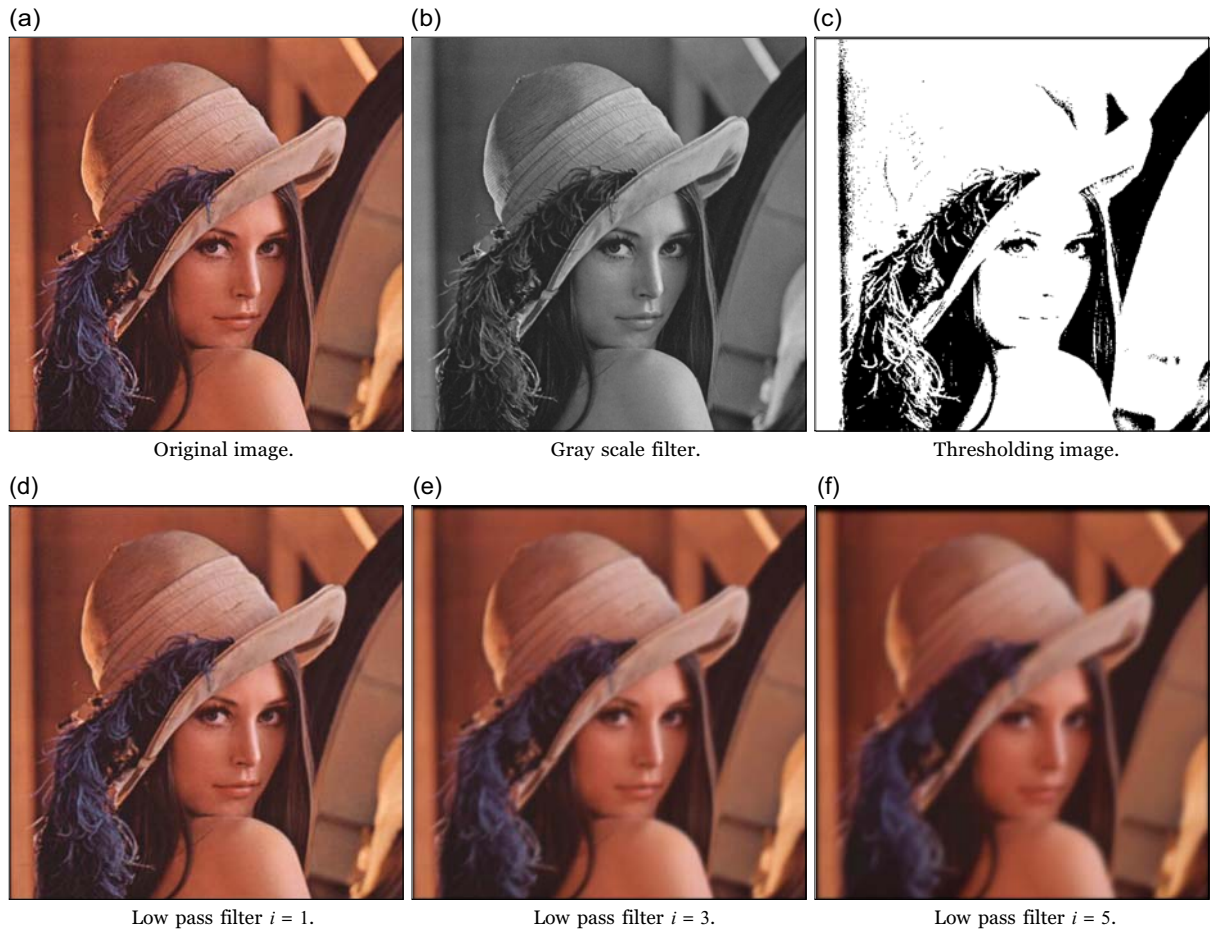 (a)
(b)
(c)
Original image.
Gray scale filter.
Thresholding image.
(d)
(e)
(f)
Low pass filter i = 1.
Low pass filter i = 3.
Low pass filter i = 5.